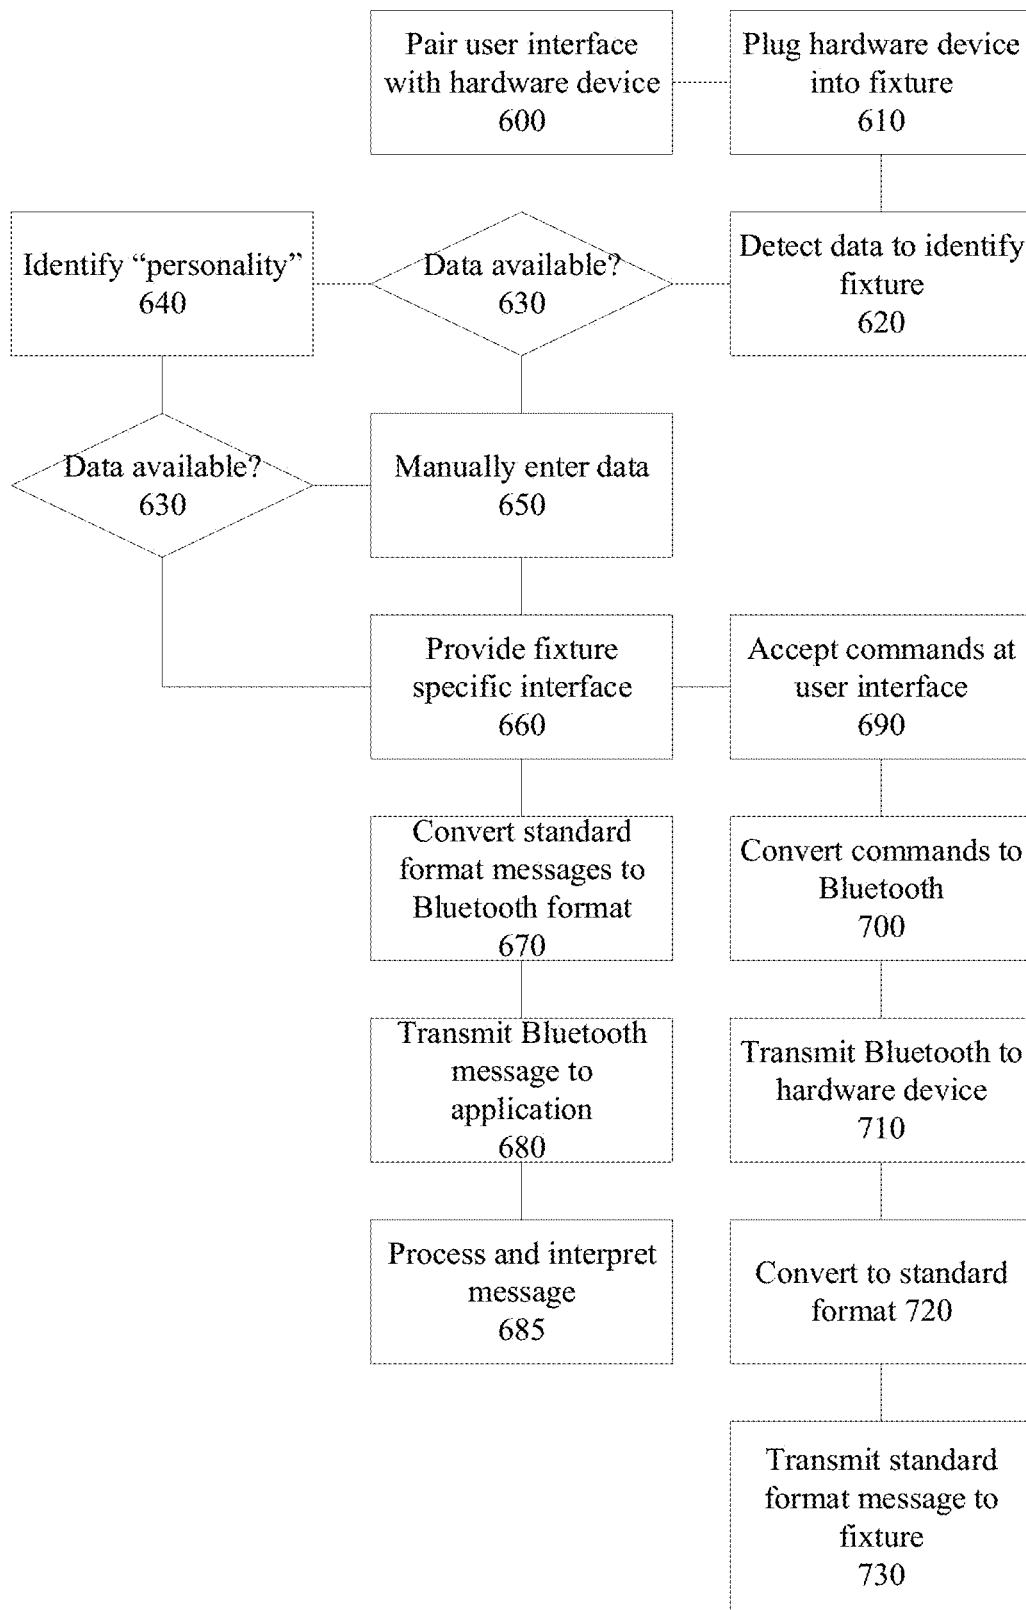 Pair user interface
with hardware device
600
Plug hardware device
into fixture
610
Identify “personality”
640
Data available?
630
Detect data to identify
fixture
620
Data available?
630
Manually enter data
650
Provide fixture
specific interface
660
Accept commands at
user interface
690
Convert standard
format messages to
Bluetooth format
670
Convert commands to
Bluetooth
700
Transmit Bluetooth
message to
application
680
Transmit Bluetooth to
hardware device
710
Process and interpret
message
685
Convert to standard
format 720
Transmit standard
format message to
fixture
730